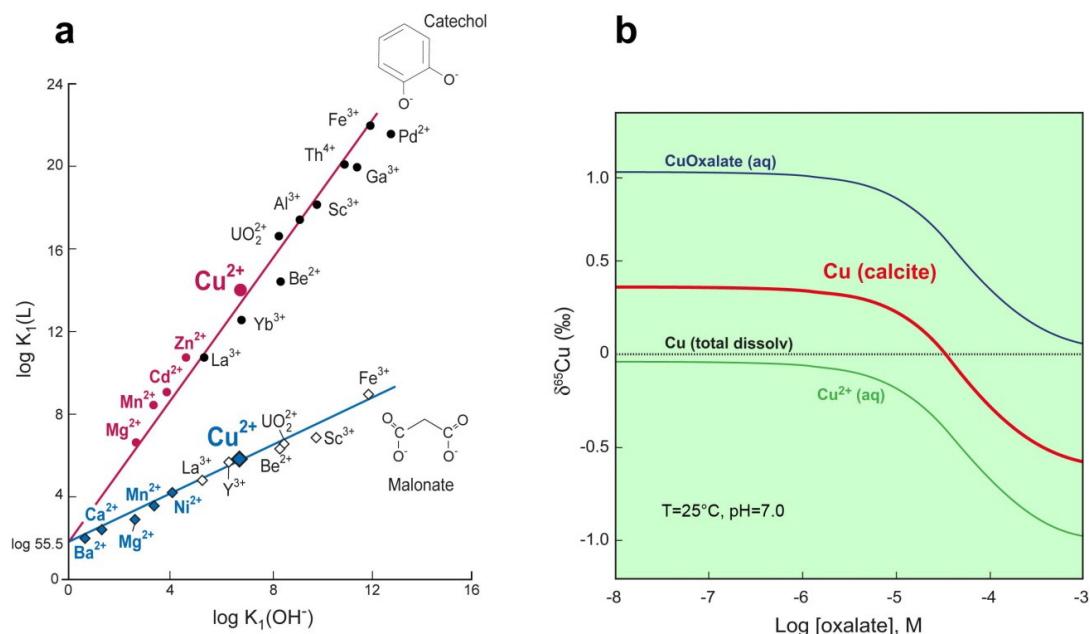 a
Catechol
O⁻
O⁻
24
20
16
12
8
4
log 55.5
0
4
8
12
16
log K₁(L)
log K₁(OH⁻)
Fe³⁺
Pd²⁺
Th⁴⁺
Ga³⁺
Al³⁺
Sc³⁺
UO₂²⁺
Cu²⁺
Be²⁺
Yb³⁺
Zn²⁺
La³⁺
Cd²⁺
Mn²⁺
Mg²⁺
Fe³⁺
Cu²⁺
UO₂²⁺
Sc³⁺
Be²⁺
La³⁺
Y³⁺
Mn²⁺
Ni²⁺
Ca²⁺
Mg²⁺
Ba²⁺
O
O
O⁻
O⁻
Malonate
b
CuOxalate (aq)
Cu (calcite)
Cu (total dissolv)
Cu²⁺ (aq)
T=25°C, pH=7.0
1.0
0.5
0
-0.5
-1.0
δ⁶⁵Cu (‰)
-8
-7
-6
-5
-4
-3
Log [oxalate], M